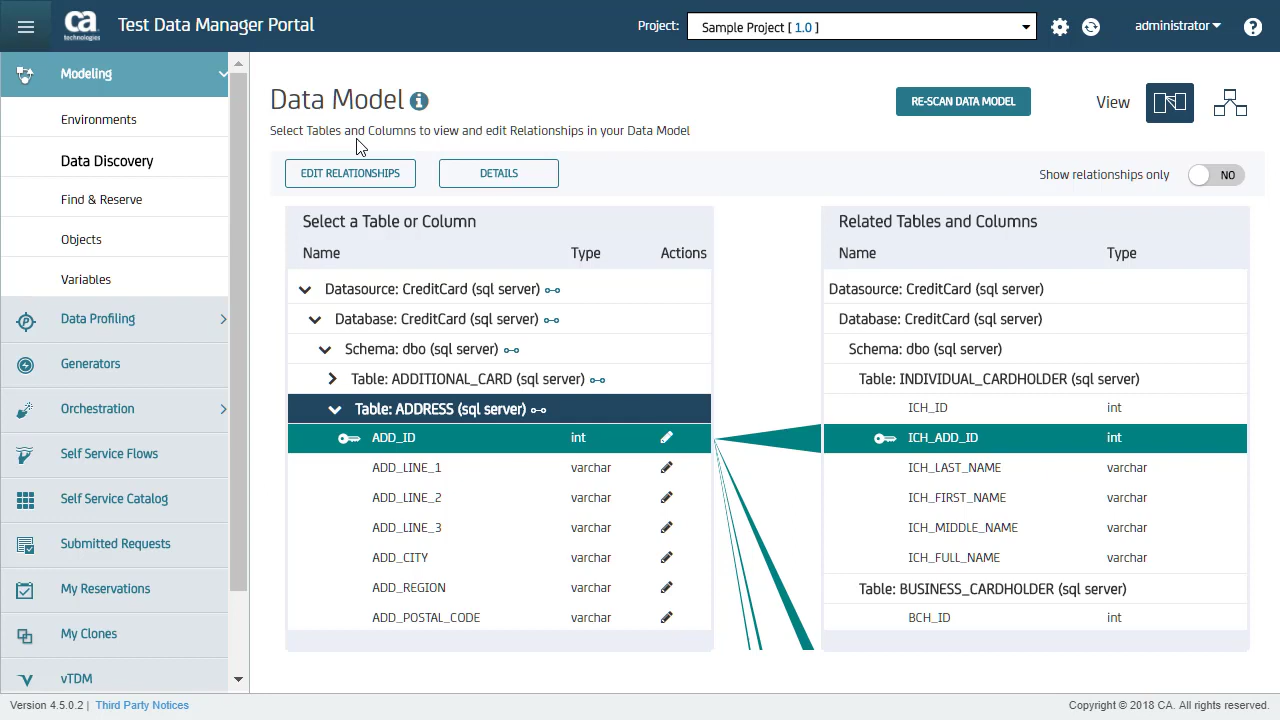 ca technologies
Test Data Manager Portal
Project:
Sample Project [ 1.0 ]
administrator
?
Modeling
Environments
Data Discovery
Find & Reserve
Objects
Variables
Data Profiling
Generators
Orchestration
Self Service Flows
Self Service Catalog
Submitted Requests
My Reservations
My Clones
vTDM
Data Model
RE-SCAN DATA MODEL
View
Select Tables and Columns to view and edit Relationships in your Data Model
EDIT RELATIONSHIPS
DETAILS
Show relationships only
NO
Select a Table or Column
Name Type Actions
Datasource: CreditCard (sql server)
Database: CreditCard (sql server)
Schema: dbo (sql server)
Table: ADDITIONAL_CARD (sql server)
Table: ADDRESS (sql server)
ADD_ID int
ADD_LINE_1 varchar
ADD_LINE_2 varchar
ADD_LINE_3 varchar
ADD_CITY varchar
ADD_REGION varchar
ADD_POSTAL_CODE varchar
Related Tables and Columns
Name Type
Datasource: CreditCard (sql server)
Database: CreditCard (sql server)
Schema: dbo (sql server)
Table: INDIVIDUAL_CARDHOLDER (sql server)
ICH_ID int
ICH_ADD_ID int
ICH_LAST_NAME varchar
ICH_FIRST_NAME varchar
ICH_MIDDLE_NAME varchar
ICH_FULL_NAME varchar
Table: BUSINESS_CARDHOLDER (sql server)
BCH_ID int
Version 4.5.0.2 | Third Party Notices
Copyright © 2018 CA. All rights reserved.